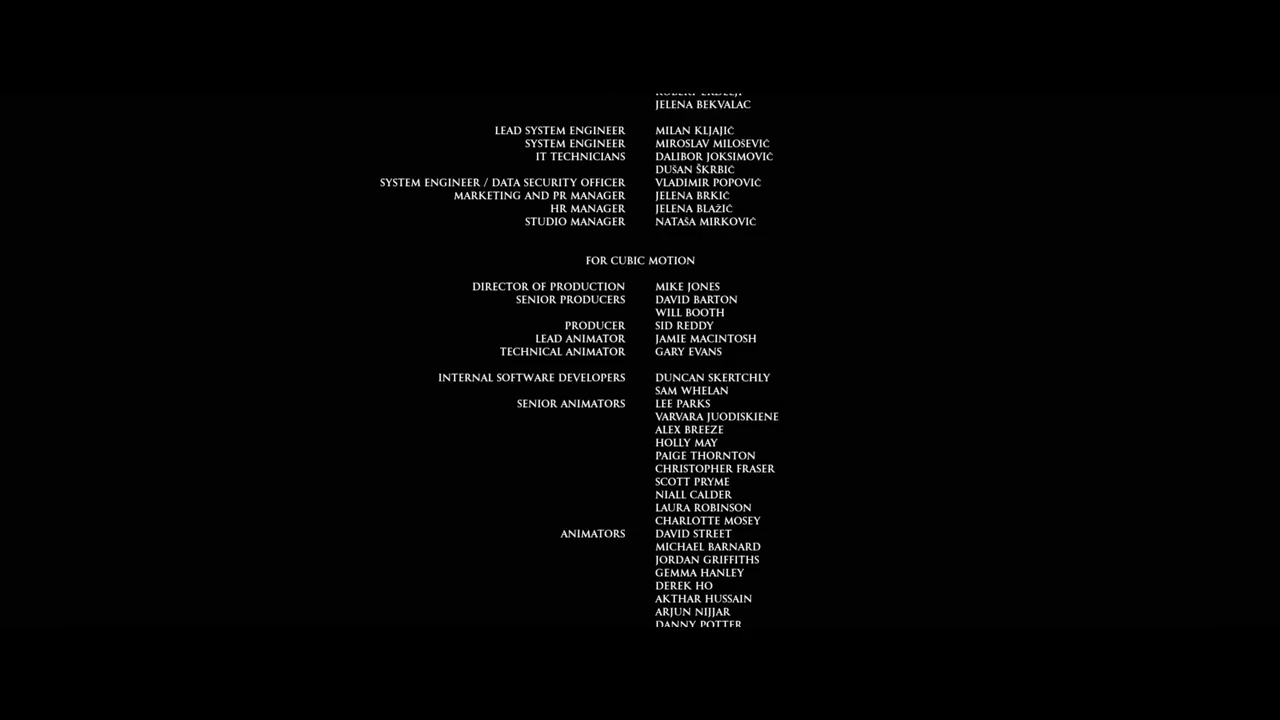 JELENA BEKVALAC
LEAD SYSTEM ENGINEER MILAN KLJAJIĆ
SYSTEM ENGINEER MIROSLAV MILOŠEVIĆ
IT TECHNICIANS DALIBOR JOKSIMOVIĆ
DUŠAN ŠKRBIĆ
SYSTEM ENGINEER / DATA SECURITY OFFICER VLADIMIR POPOVIĆ
MARKETING AND PR MANAGER JELENA BRKIĆ
HR MANAGER JELENA BLAŽIĆ
STUDIO MANAGER NATAŠA MIRKOVIĆ
FOR CUBIC MOTION
DIRECTOR OF PRODUCTION MIKE JONES
SENIOR PRODUCERS DAVID BARTON
WILL BOOTH
PRODUCER SID REDDY
LEAD ANIMATOR JAMIE MACINTOSH
TECHNICAL ANIMATOR GARY EVANS
INTERNAL SOFTWARE DEVELOPERS DUNCAN SKERTCHLY
SAM WHELAN
SENIOR ANIMATORS LEE PARKS
VARVARA JUODISKIENE
ALEX BREEZE
HOLLY MAY
PAIGE THORNTON
CHRISTOPHER FRASER
SCOTT PRYME
NIALL CALDER
LAURA ROBINSON
CHARLOTTE MOSEY
ANIMATORS DAVID STREET
MICHAEL BARNARD
JORDAN GRIFFITHS
GEMMA HANLEY
DEREK HO
AKTHAR HUSSAIN
ARJUN NIJJAR
DANNY POTTER